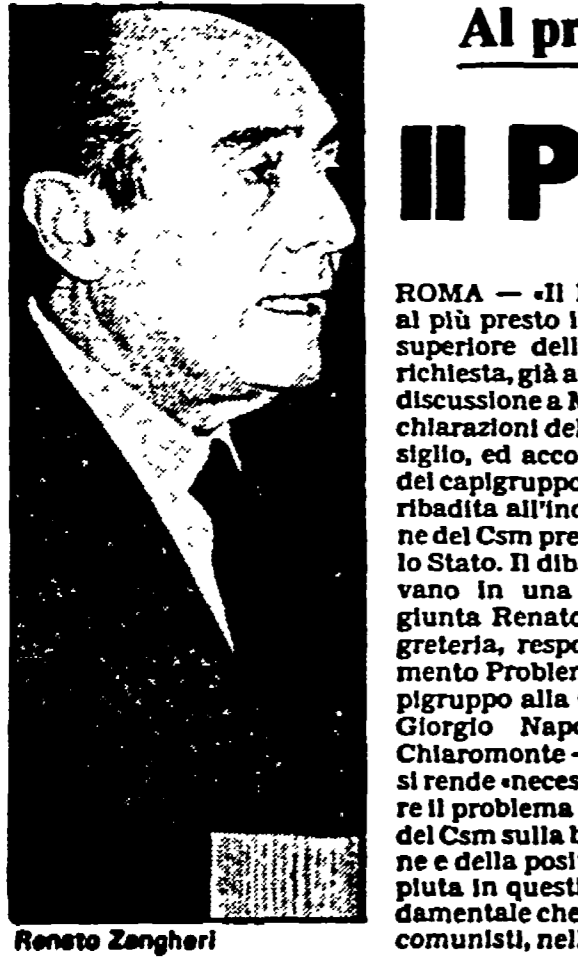 Al pr
Il P
ROMA — «Il
al più presto i
superiore dell
richiesta, già a
discussione a
chiarazioni del
siglio, ed acco
dei capigruppo
ribadita all'inc
ne del Csm pre
lo Stato. Il dib
vano in una
giunta Renato
greteria, respo
mento Probler
pigruppo alla
Giorgio Nap
Chiaromonte -
si rende «neces
re il problema
del Csm sulla b
ne e della posi
piuta in questi
damentale che
comunisti, nell
Renato Zangheri